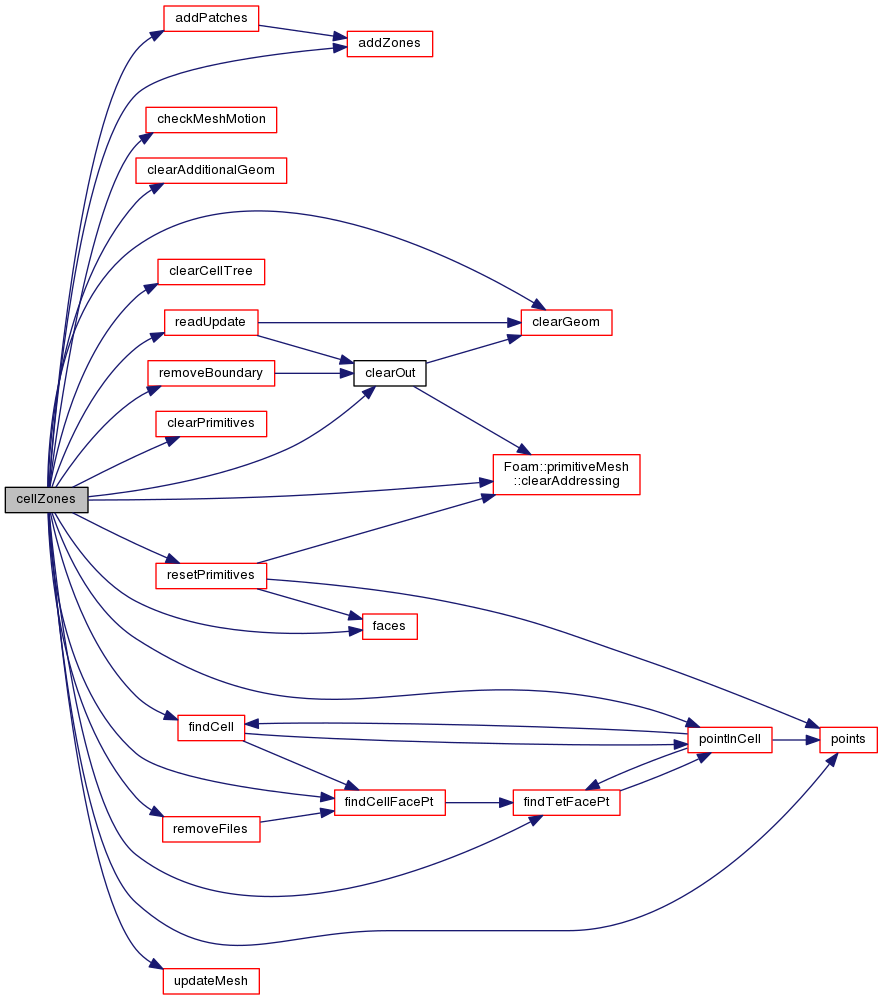 addPatches
addZones
checkMeshMotion
clearAdditionalGeom
clearCellTree
readUpdate
clearGeom
removeBoundary
clearOut
clearPrimitives
Foam::primitiveMesh
::clearAddressing
cellZones
resetPrimitives
faces
findCell
pointInCell
points
findCellFacePt
findTetFacePt
removeFiles
updateMesh